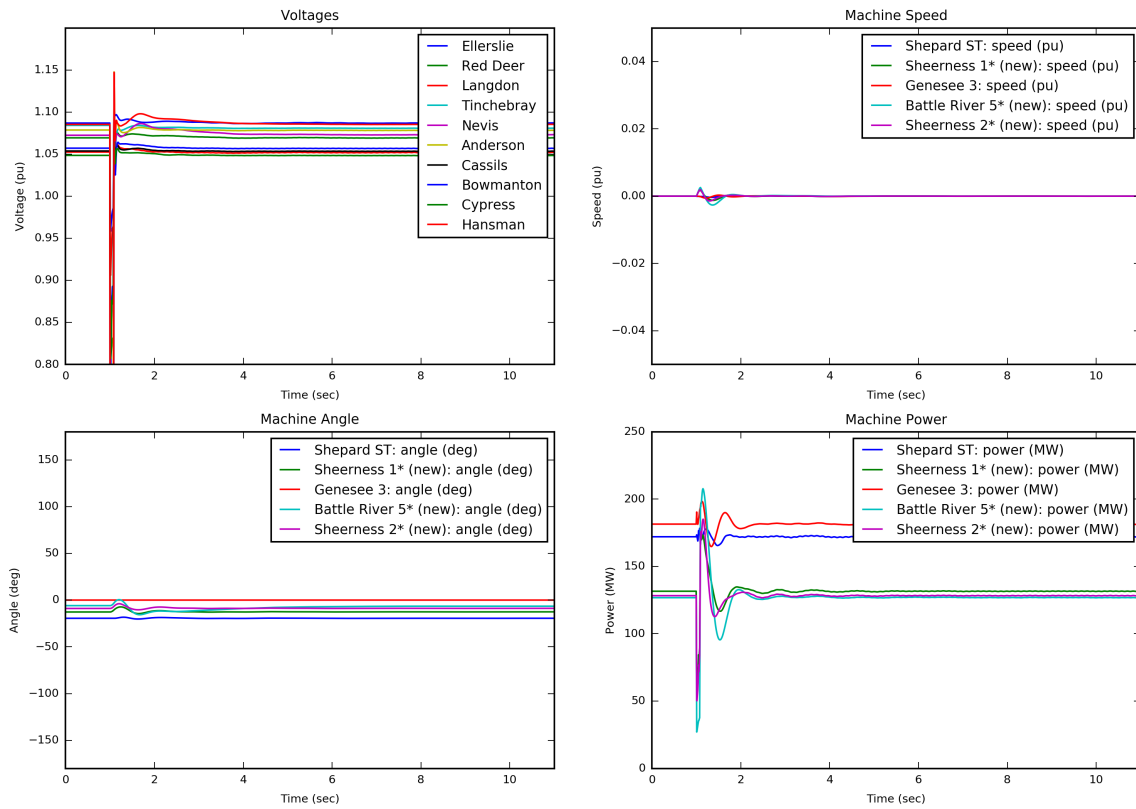 Voltages
1.15
1.10
1.05
1.00
0.95
0.90
0.85
0.80
Voltage (pu)
0 2 4 6 8 10
Time (sec)
Ellerslie
Red Deer
Langdon
Tinchebray
Nevis
Anderson
Cassils
Bowmanton
Cypress
Hansman
Machine Speed
0.04
0.02
0.00
−0.02
−0.04
Speed (pu)
0 2 4 6 8 10
Time (sec)
Shepard ST: speed (pu)
Sheerness 1* (new): speed (pu)
Genesee 3: speed (pu)
Battle River 5* (new): speed (pu)
Sheerness 2* (new): speed (pu)
Machine Angle
150
100
50
0
−50
−100
−150
Angle (deg)
0 2 4 6 8 10
Time (sec)
Shepard ST: angle (deg)
Sheerness 1* (new): angle (deg)
Genesee 3: angle (deg)
Battle River 5* (new): angle (deg)
Sheerness 2* (new): angle (deg)
Machine Power
250
200
150
100
50
0
Power (MW)
0 2 4 6 8 10
Time (sec)
Shepard ST: power (MW)
Sheerness 1* (new): power (MW)
Genesee 3: power (MW)
Battle River 5* (new): power (MW)
Sheerness 2* (new): power (MW)